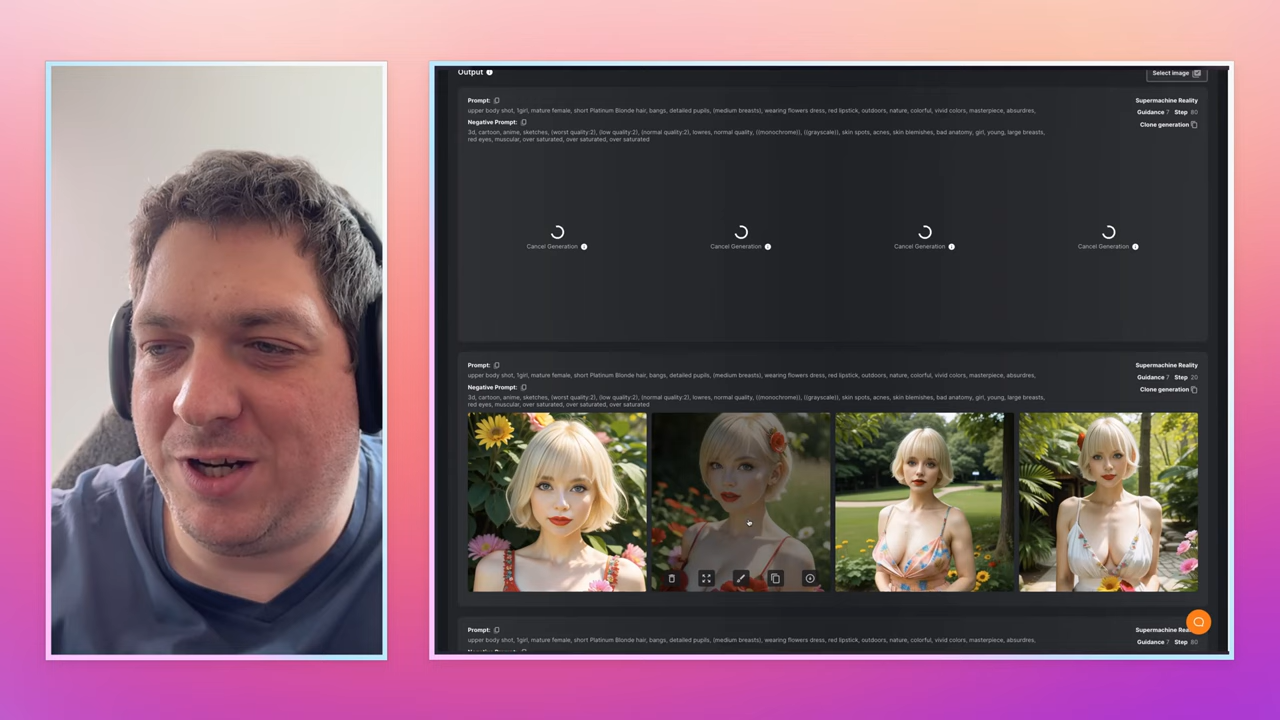 Output
Select image
Prompt:
Supermachine Reality
upper body shot, 1girl, mature female, short Platinum Blonde hair, bangs, detailed pupils, (medium breasts), wearing flowers dress, red lipstick, outdoors, nature, colorful, vivid colors, masterpiece, absurdres,
Guidance 7 Step 80
Negative Prompt:
Clone generation
3d, cartoon, anime, sketches, (worst quality:2), (low quality:2), (normal quality:2), lowres, normal quality, ((monochrome)), ((grayscale)), skin spots, acnes, skin blemishes, bad anatomy, girl, young, large breasts,
red eyes, muscular, over saturated, over saturated, over saturated
Cancel Generation Cancel Generation Cancel Generation Cancel Generation
Prompt:
Supermachine Reality
upper body shot, 1girl, mature female, short Platinum Blonde hair, bangs, detailed pupils, (medium breasts), wearing flowers dress, red lipstick, outdoors, nature, colorful, vivid colors, masterpiece, absurdres,
Guidance 7 Step 20
Negative Prompt:
Clone generation
3d, cartoon, anime, sketches, (worst quality:2), (low quality:2), (normal quality:2), lowres, normal quality, ((monochrome)), ((grayscale)), skin spots, acnes, skin blemishes, bad anatomy, girl, young, large breasts,
red eyes, muscular, over saturated, over saturated, over saturated
Prompt:
Supermachine
upper body shot, 1girl, mature female, short Platinum Blonde hair, bangs, detailed pupils, (medium breasts), wearing flowers dress, red lipstick, outdoors, nature, colorful, vivid colors, masterpiece, absurdres,
Guidance 7 Step 80